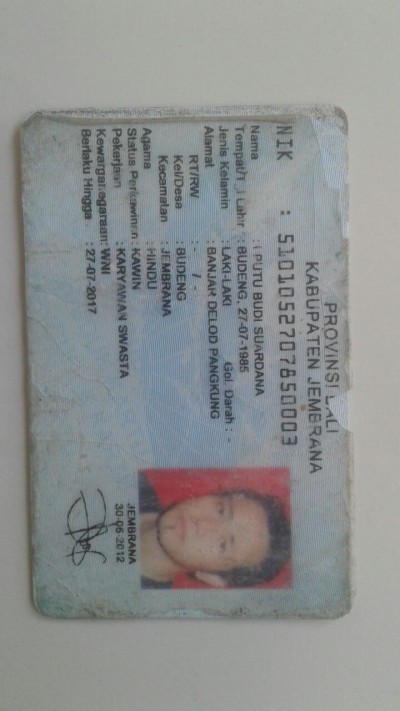 PROVINSI BALI
KABUPATEN JEMBRANA
NIK : 5101052707850003
Nama : I PUTU BUDI SUARDANA
Tempat/Tgl Lahir : BUDENG, 27-07-1985
Jenis Kelamin : LAKI-LAKI Gol. Darah : -
Alamat : BANJAR DELOD PANGKUNG
RT/RW : - / -
Kel/Desa : BUDENG
Kecamatan : JEMBRANA
Agama : HINDU
Status Perkawinan: KAWIN
Pekerjaan : KARYAWAN SWASTA
Kewarganegaraan: WNI
Berlaku Hingga : 27-07-2017
JEMBRANA
30-06-2012